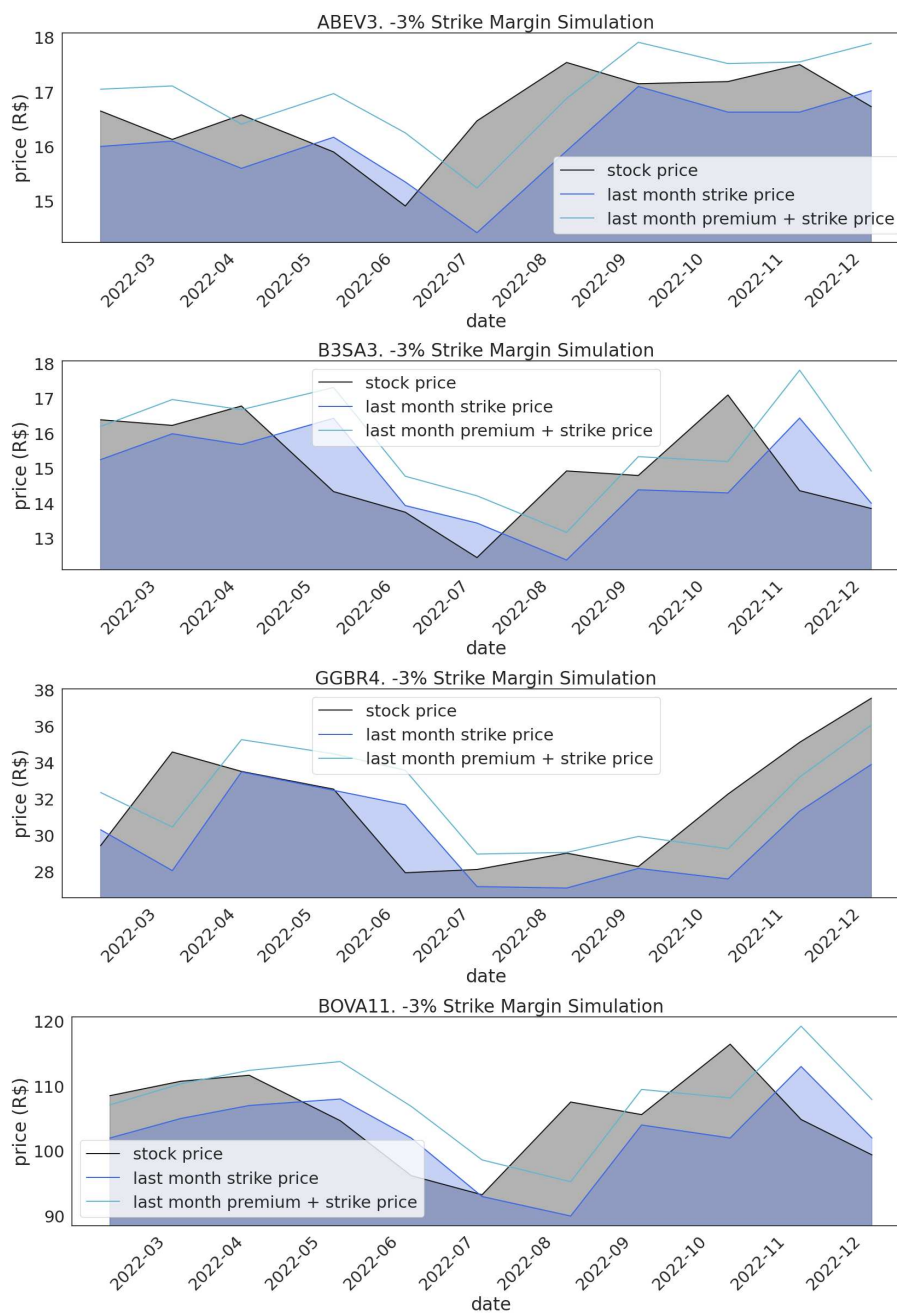 ABEV3. -3% Strike Margin Simulation
18
17
16
15
price (R$)
stock price
last month strike price
last month premium + strike price
2022-03
2022-04
2022-05
2022-06
2022-07
2022-08
2022-09
2022-10
2022-11
2022-12
date
B3SA3. -3% Strike Margin Simulation
18
17
16
15
14
13
price (R$)
stock price
last month strike price
last month premium + strike price
2022-03
2022-04
2022-05
2022-06
2022-07
2022-08
2022-09
2022-10
2022-11
2022-12
date
GGBR4. -3% Strike Margin Simulation
38
36
34
32
30
28
price (R$)
stock price
last month strike price
last month premium + strike price
2022-03
2022-04
2022-05
2022-06
2022-07
2022-08
2022-09
2022-10
2022-11
2022-12
date
BOVA11. -3% Strike Margin Simulation
120
110
100
90
price (R$)
stock price
last month strike price
last month premium + strike price
2022-03
2022-04
2022-05
2022-06
2022-07
2022-08
2022-09
2022-10
2022-11
2022-12
date